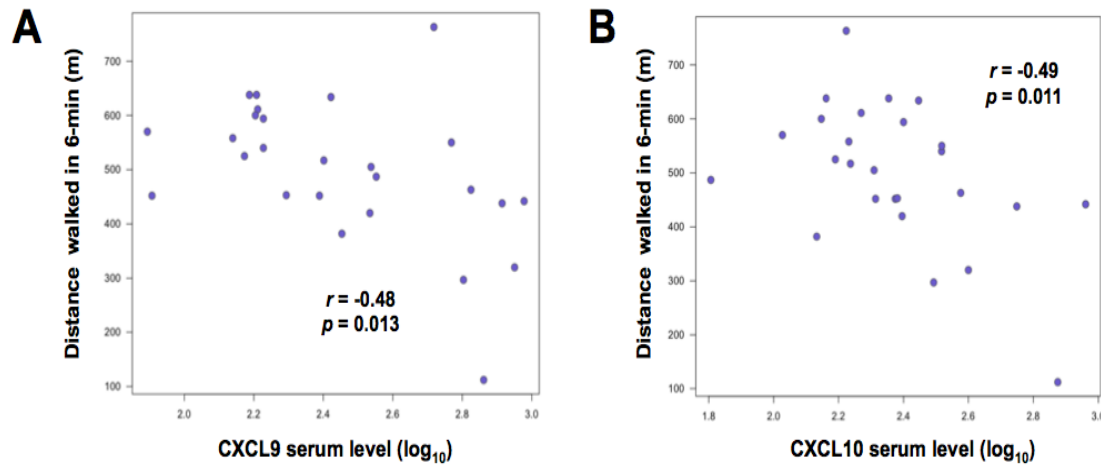 A
Distance walked in 6-min (m)
700
600
500
400
300
200
100
r = -0.48
p = 0.013
2.0 2.2 2.4 2.6 2.8 3.0
CXCL9 serum level (log10)
B
Distance walked in 6-min (m)
700
600
500
400
300
200
100
r = -0.49
p = 0.011
1.8 2.0 2.2 2.4 2.6 2.8 3.0
CXCL10 serum level (log10)